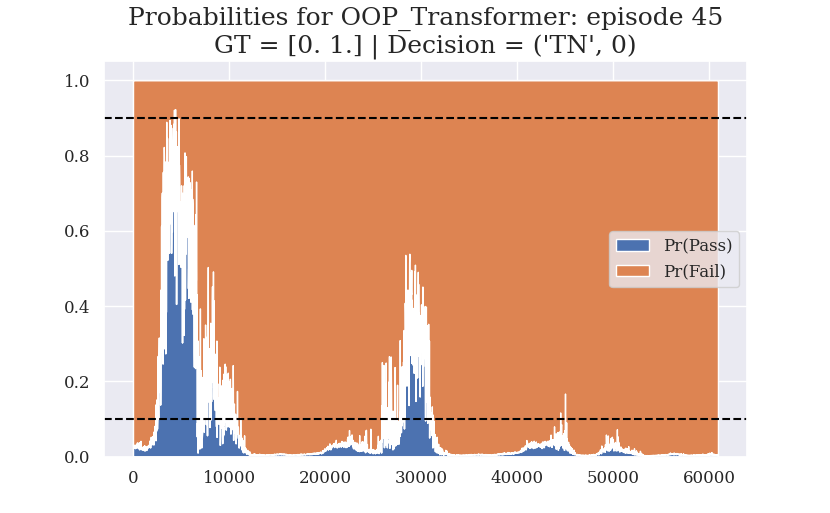 Probabilities for OOP_Transformer: episode 45
GT = [0. 1.] | Decision = ('TN', 0)
1.0
0.8
0.6
0.4
0.2
0.0
Pr(Pass)
Pr(Fail)
0 10000 20000 30000 40000 50000 60000